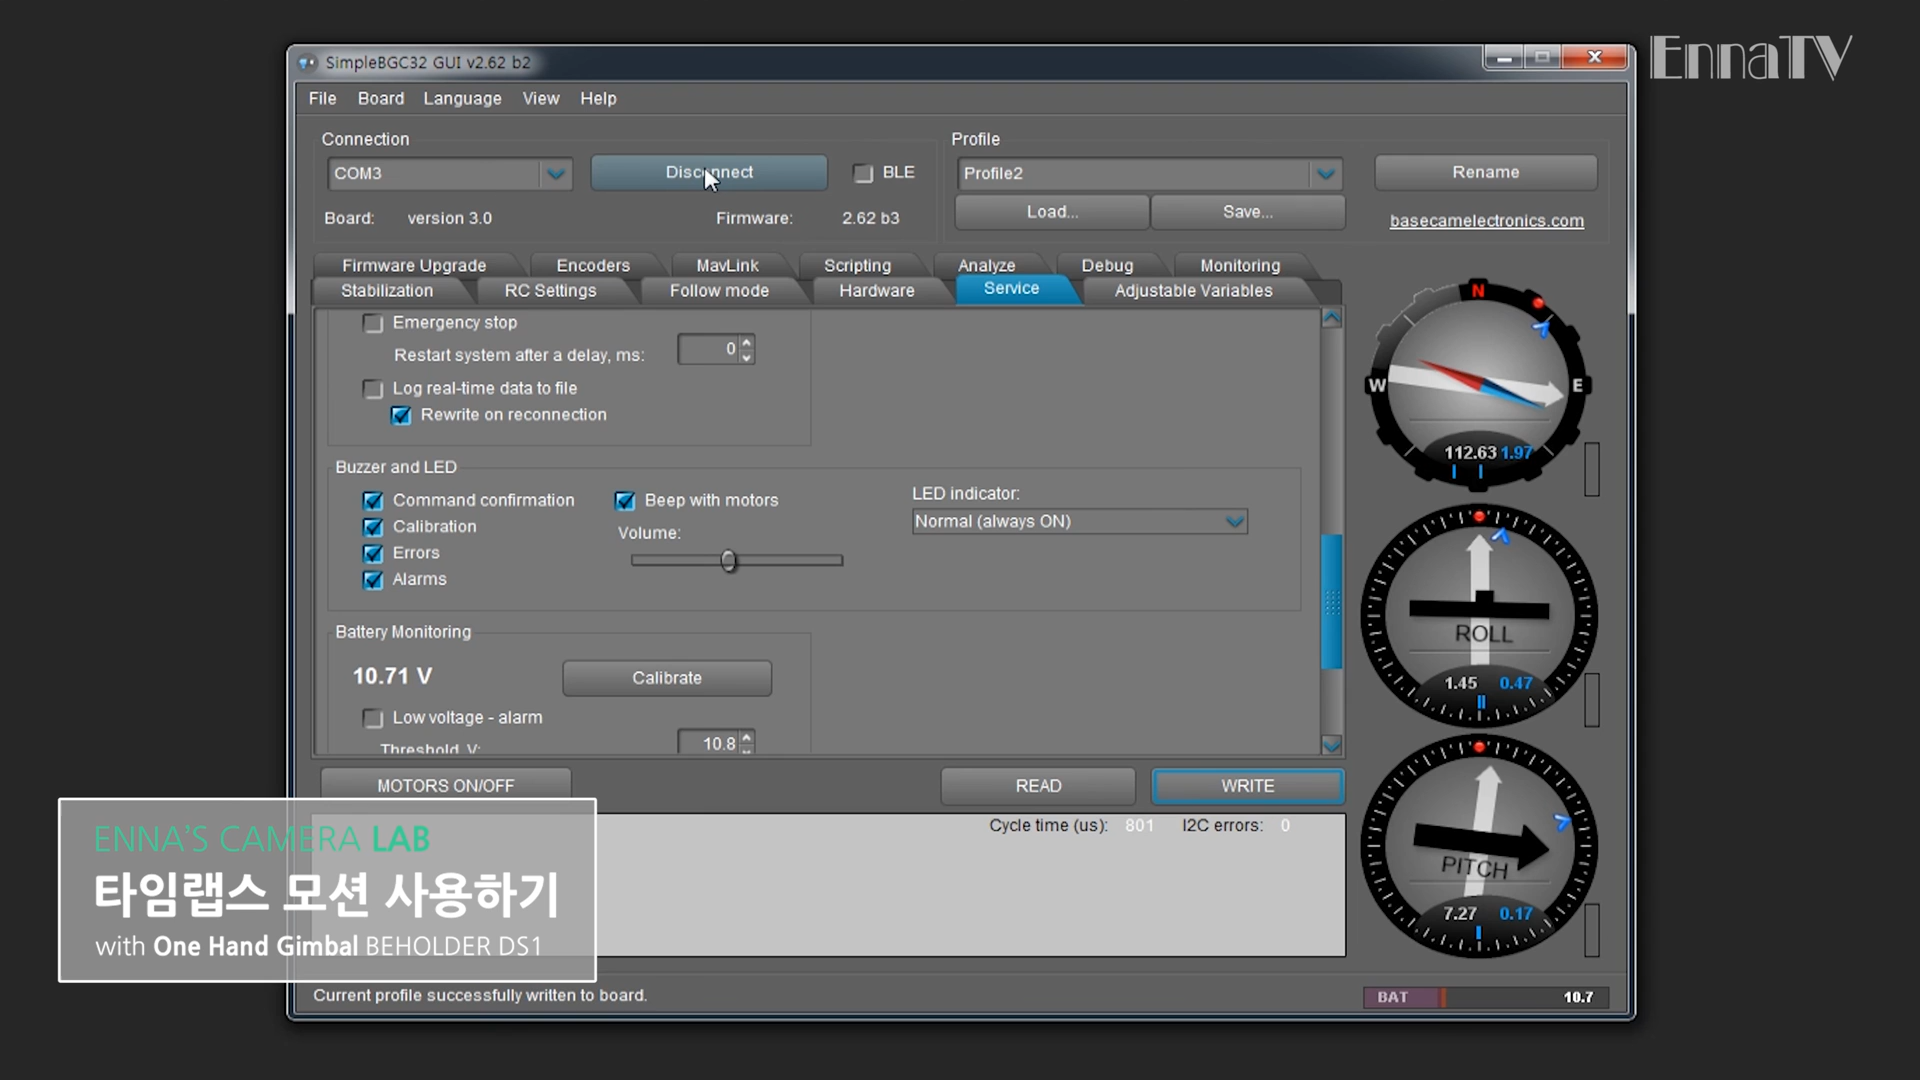 EnnaTV
SimpleBGC32 GUI v2.62 b2
File Board Language View Help
Connection
COM3
Disconnect
BLE
Board: version 3.0
Firmware: 2.62 b3
Profile
Profile2
Rename
Load...
Save...
basecamelectronics.com
Firmware Upgrade Encoders MavLink Scripting Analyze Debug Monitoring
Stabilization RC Settings Follow mode Hardware Service Adjustable Variables
Emergency stop
Restart system after a delay, ms: 0
Log real-time data to file
Rewrite on reconnection
Buzzer and LED
Command confirmation
Calibration
Errors
Alarms
Beep with motors
Volume:
LED indicator:
Normal (always ON)
Battery Monitoring
10.71 V
Calibrate
Low voltage - alarm
Threshold, V: 10.8
N
W E
112.63 1.97
ROLL
1.45 0.47
PITCH
7.27 0.17
MOTORS ON/OFF
READ
WRITE
Cycle time (us): 801 I2C errors: 0
ENNA'S CAMERA LAB
타임랩스 모션 사용하기
with One Hand Gimbal BEHOLDER DS1
Current profile successfully written to board.
BAT 10.7